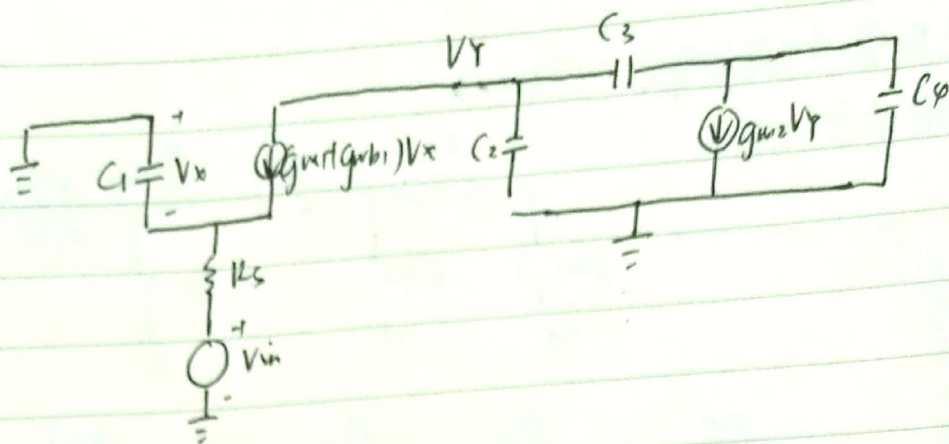 C3
VY
+
C1 Vx
-
gm1(gmb1)Vx
C2
gm2VY
C4
Rs
+
Vin
-